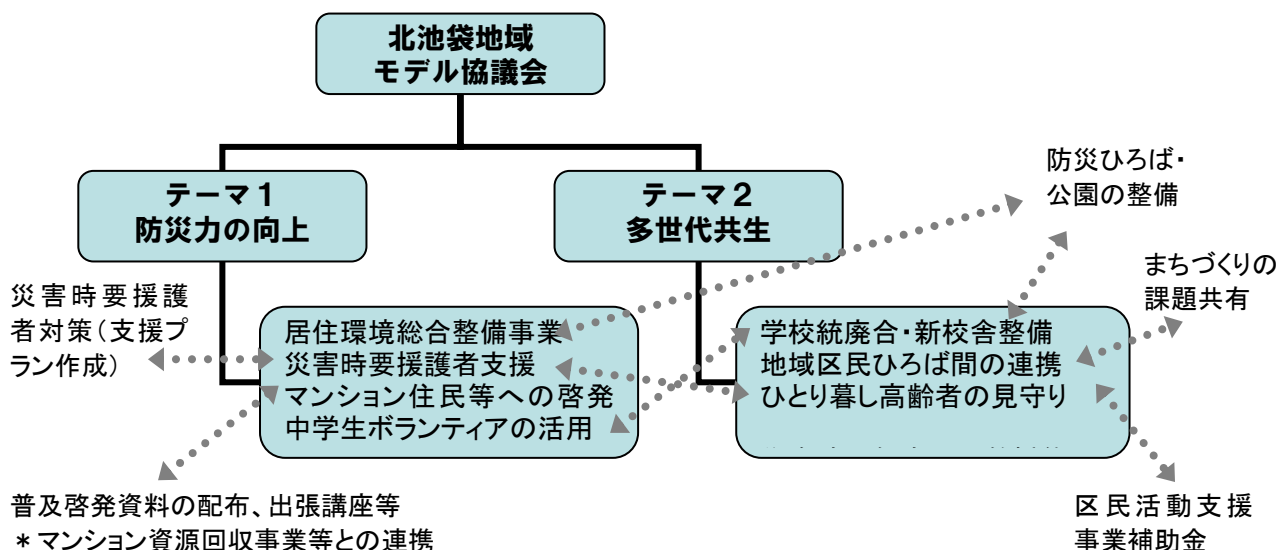 北池袋地域
モデル協議会
テーマ1
防災力の向上
テーマ2
多世代共生
防災ひろば・
公園の整備
まちづくりの
課題共有
災害時要援護
者対策(支援プ
ラン作成)
居住環境総合整備事業
災害時要援護者支援
マンション住民等への啓発
中学生ボランティアの活用
学校統廃合・新校舎整備
地域区民ひろば間の連携
ひとり暮し高齢者の見守り
普及啓発資料の配布、出張講座等
*マンション資源回収事業等との連携
区民活動支援
事業補助金